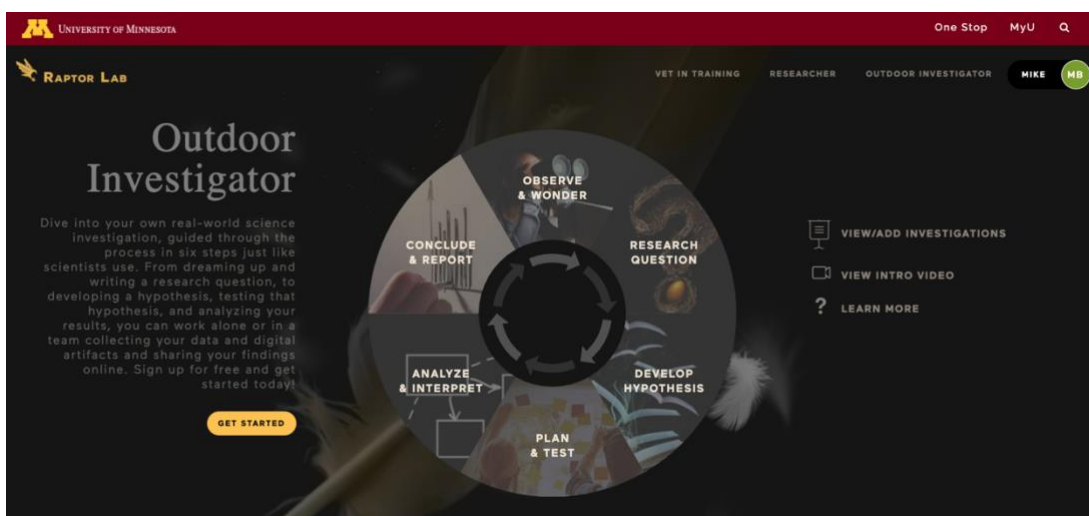 UNIVERSITY OF MINNESOTA
One Stop
MyU
RAPTOR LAB
VET IN TRAINING
RESEARCHER
OUTDOOR INVESTIGATOR
MIKE
MB
Outdoor
Investigator
Dive into your own real-world science
investigation, guided through the
process in six steps just like
scientists use. From dreaming up and
writing a research question, to
developing a hypothesis, testing that
hypothesis, and analyzing your
results, you can work alone or in a
team collecting your data and digital
artifacts and sharing your findings
online. Sign up for free and get
started today!
GET STARTED
OBSERVE
& WONDER
RESEARCH
QUESTION
DEVELOP
HYPOTHESIS
PLAN
& TEST
ANALYZE
& INTERPRET
CONCLUDE
& REPORT
VIEW/ADD INVESTIGATIONS
VIEW INTRO VIDEO
? LEARN MORE